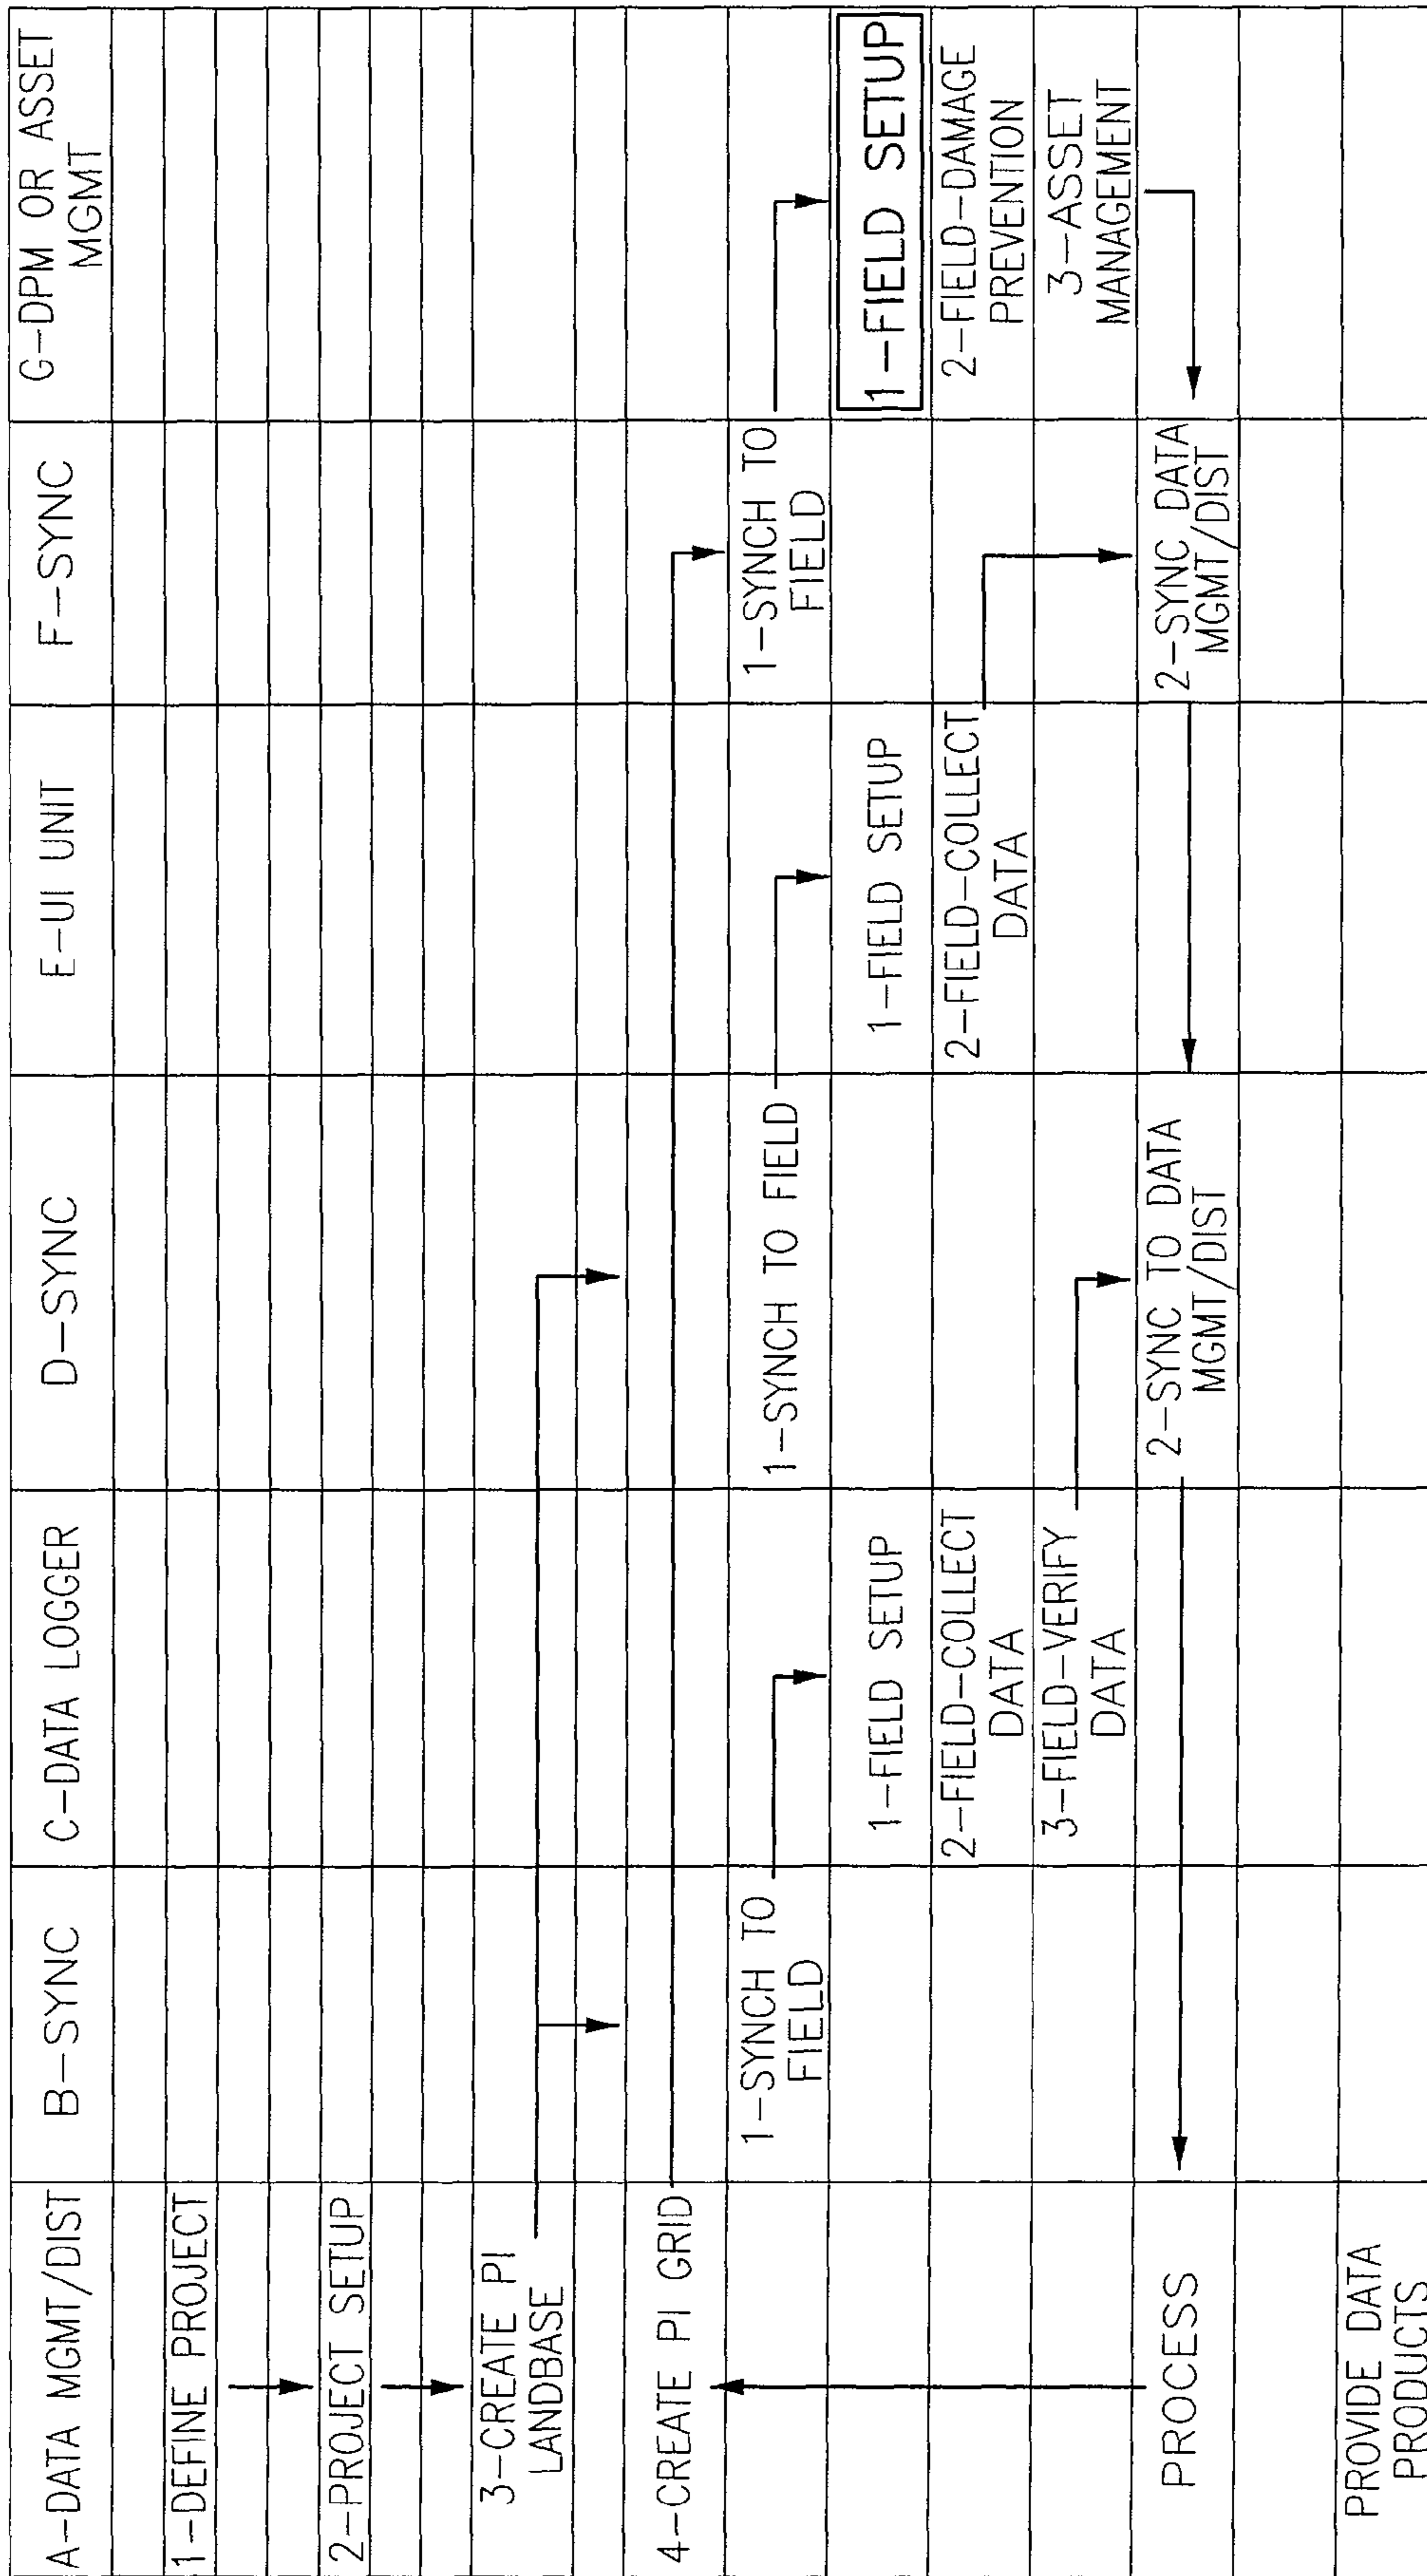 A-DATA MGMT/DIST
B-SYNC
C-DATA LOGGER
D-SYNC
E-UI UNIT
F-SYNC
G-DPM OR ASSET
MGMT
1-DEFINE PROJECT
2-PROJECT SETUP
3-CREATE PI
LANDBASE
4-CREATE PI GRID
1-SYNCH TO
FIELD
1-SYNCH TO FIELD
1-SYNCH TO
FIELD
1-FIELD SETUP
1-FIELD SETUP
1-FIELD SETUP
2-FIELD-COLLECT
DATA
2-FIELD-COLLECT
DATA
2-FIELD-DAMAGE
PREVENTION
3-FIELD-VERIFY
DATA
3-ASSET
MANAGEMENT
PROCESS
2-SYNC TO DATA
MGMT/DIST
2-SYNC DATA
MGMT/DIST
PROVIDE DATA
PRODUCTS